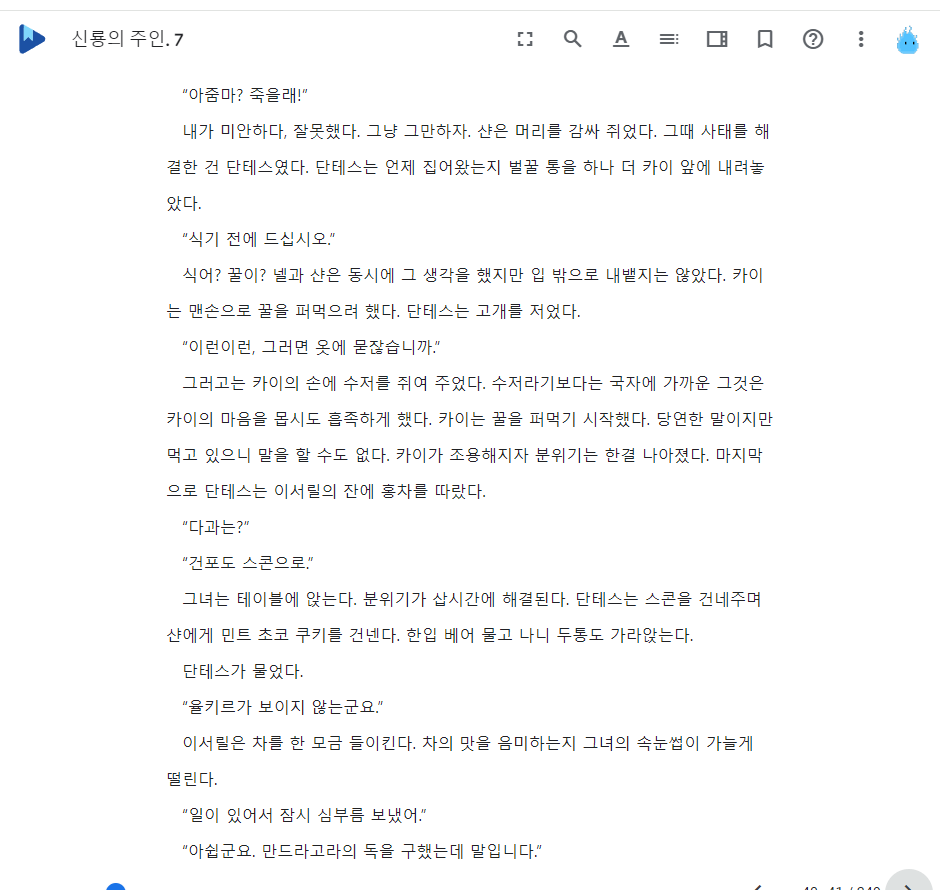 신룡의 주인. 7
“아줌마? 죽을래!”
내가 미안하다, 잘못했다. 그냥 그만하자. 샨은 머리를 감싸 쥐었다. 그때 사태를 해
결한 건 단테스였다. 단테스는 언제 집어왔는지 벌꿀 통을 하나 더 카이 앞에 내려놓
았다.
“식기 전에 드십시오.”
식어? 꿀이? 넬과 샨은 동시에 그 생각을 했지만 입 밖으로 내뱉지는 않았다. 카이
는 맨손으로 꿀을 퍼먹으려 했다. 단테스는 고개를 저었다.
“이런이런, 그러면 옷에 묻잖습니까.”
그러고는 카이의 손에 수저를 쥐여 주었다. 수저라기보다는 국자에 가까운 그것은
카이의 마음을 몹시도 흡족하게 했다. 카이는 꿀을 퍼먹기 시작했다. 당연한 말이지만
먹고 있으니 말을 할 수도 없다. 카이가 조용해지자 분위기는 한결 나아졌다. 마지막
으로 단테스는 이서릴의 잔에 홍차를 따랐다.
“다과는?”
“건포도 스콘으로.”
그녀는 테이블에 앉는다. 분위기가 삽시간에 해결된다. 단테스는 스콘을 건네주며
샨에게 민트 초코 쿠키를 건넨다. 한입 베어 물고 나니 두통도 가라앉는다.
단테스가 물었다.
“율키르가 보이지 않는군요.”
이서릴은 차를 한 모금 들이킨다. 차의 맛을 음미하는지 그녀의 속눈썹이 가늘게
떨린다.
“일이 있어서 잠시 심부름 보냈어.”
“아쉽군요. 만드라고라의 독을 구했는데 말입니다.”